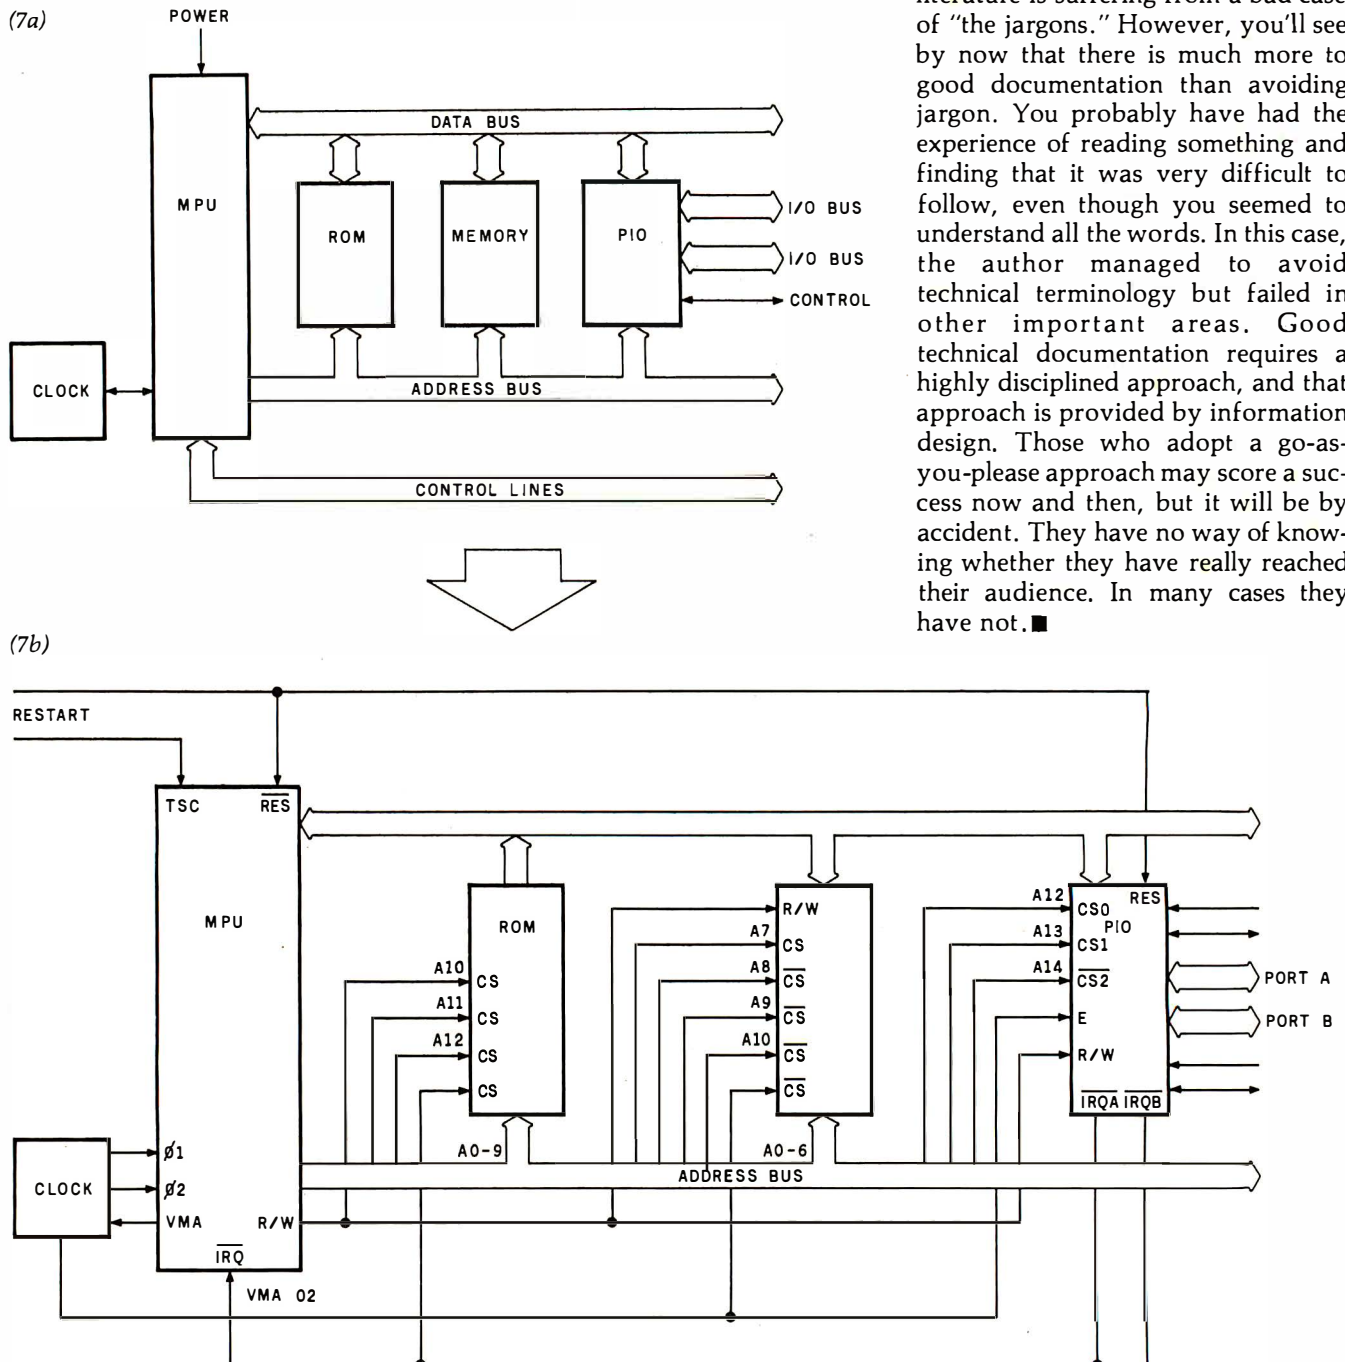 (7a)
POWER
DATA BUS
MPU
ROM
MEMORY
PIO
I/O BUS
I/O BUS
CONTROL
CLOCK
ADDRESS BUS
CONTROL LINES
literature is suffering from a bad case
of "the jargons." However, you'll see
by now that there is much more to
good documentation than avoiding
jargon. You probably have had the
experience of reading something and
finding that it was very difficult to
follow, even though you seemed to
understand all the words. In this case,
the author managed to avoid
technical terminology but failed in
other important areas. Good
technical documentation requires a
highly disciplined approach, and that
approach is provided by information
design. Those who adopt a go-as-
you-please approach may score a suc-
cess now and then, but it will be by
accident. They have no way of know-
ing whether they have really reached
their audience. In many cases they
have not.■
(7b)
RESTART
TSC
RES
MPU
ROM
A10
CS
A11
CS
A12
CS
CS
A0-9
R/W
A7
CS
A8
CS
A9
CS
A10
CS
CS
A0-6
A12
CS0
RES
PIO
A13
CS1
A14
CS2
E
R/W
IRQA IRQB
PORT A
PORT B
CLOCK
ø1
ø2
VMA
R/W
IRQ
ADDRESS BUS
VMA 02